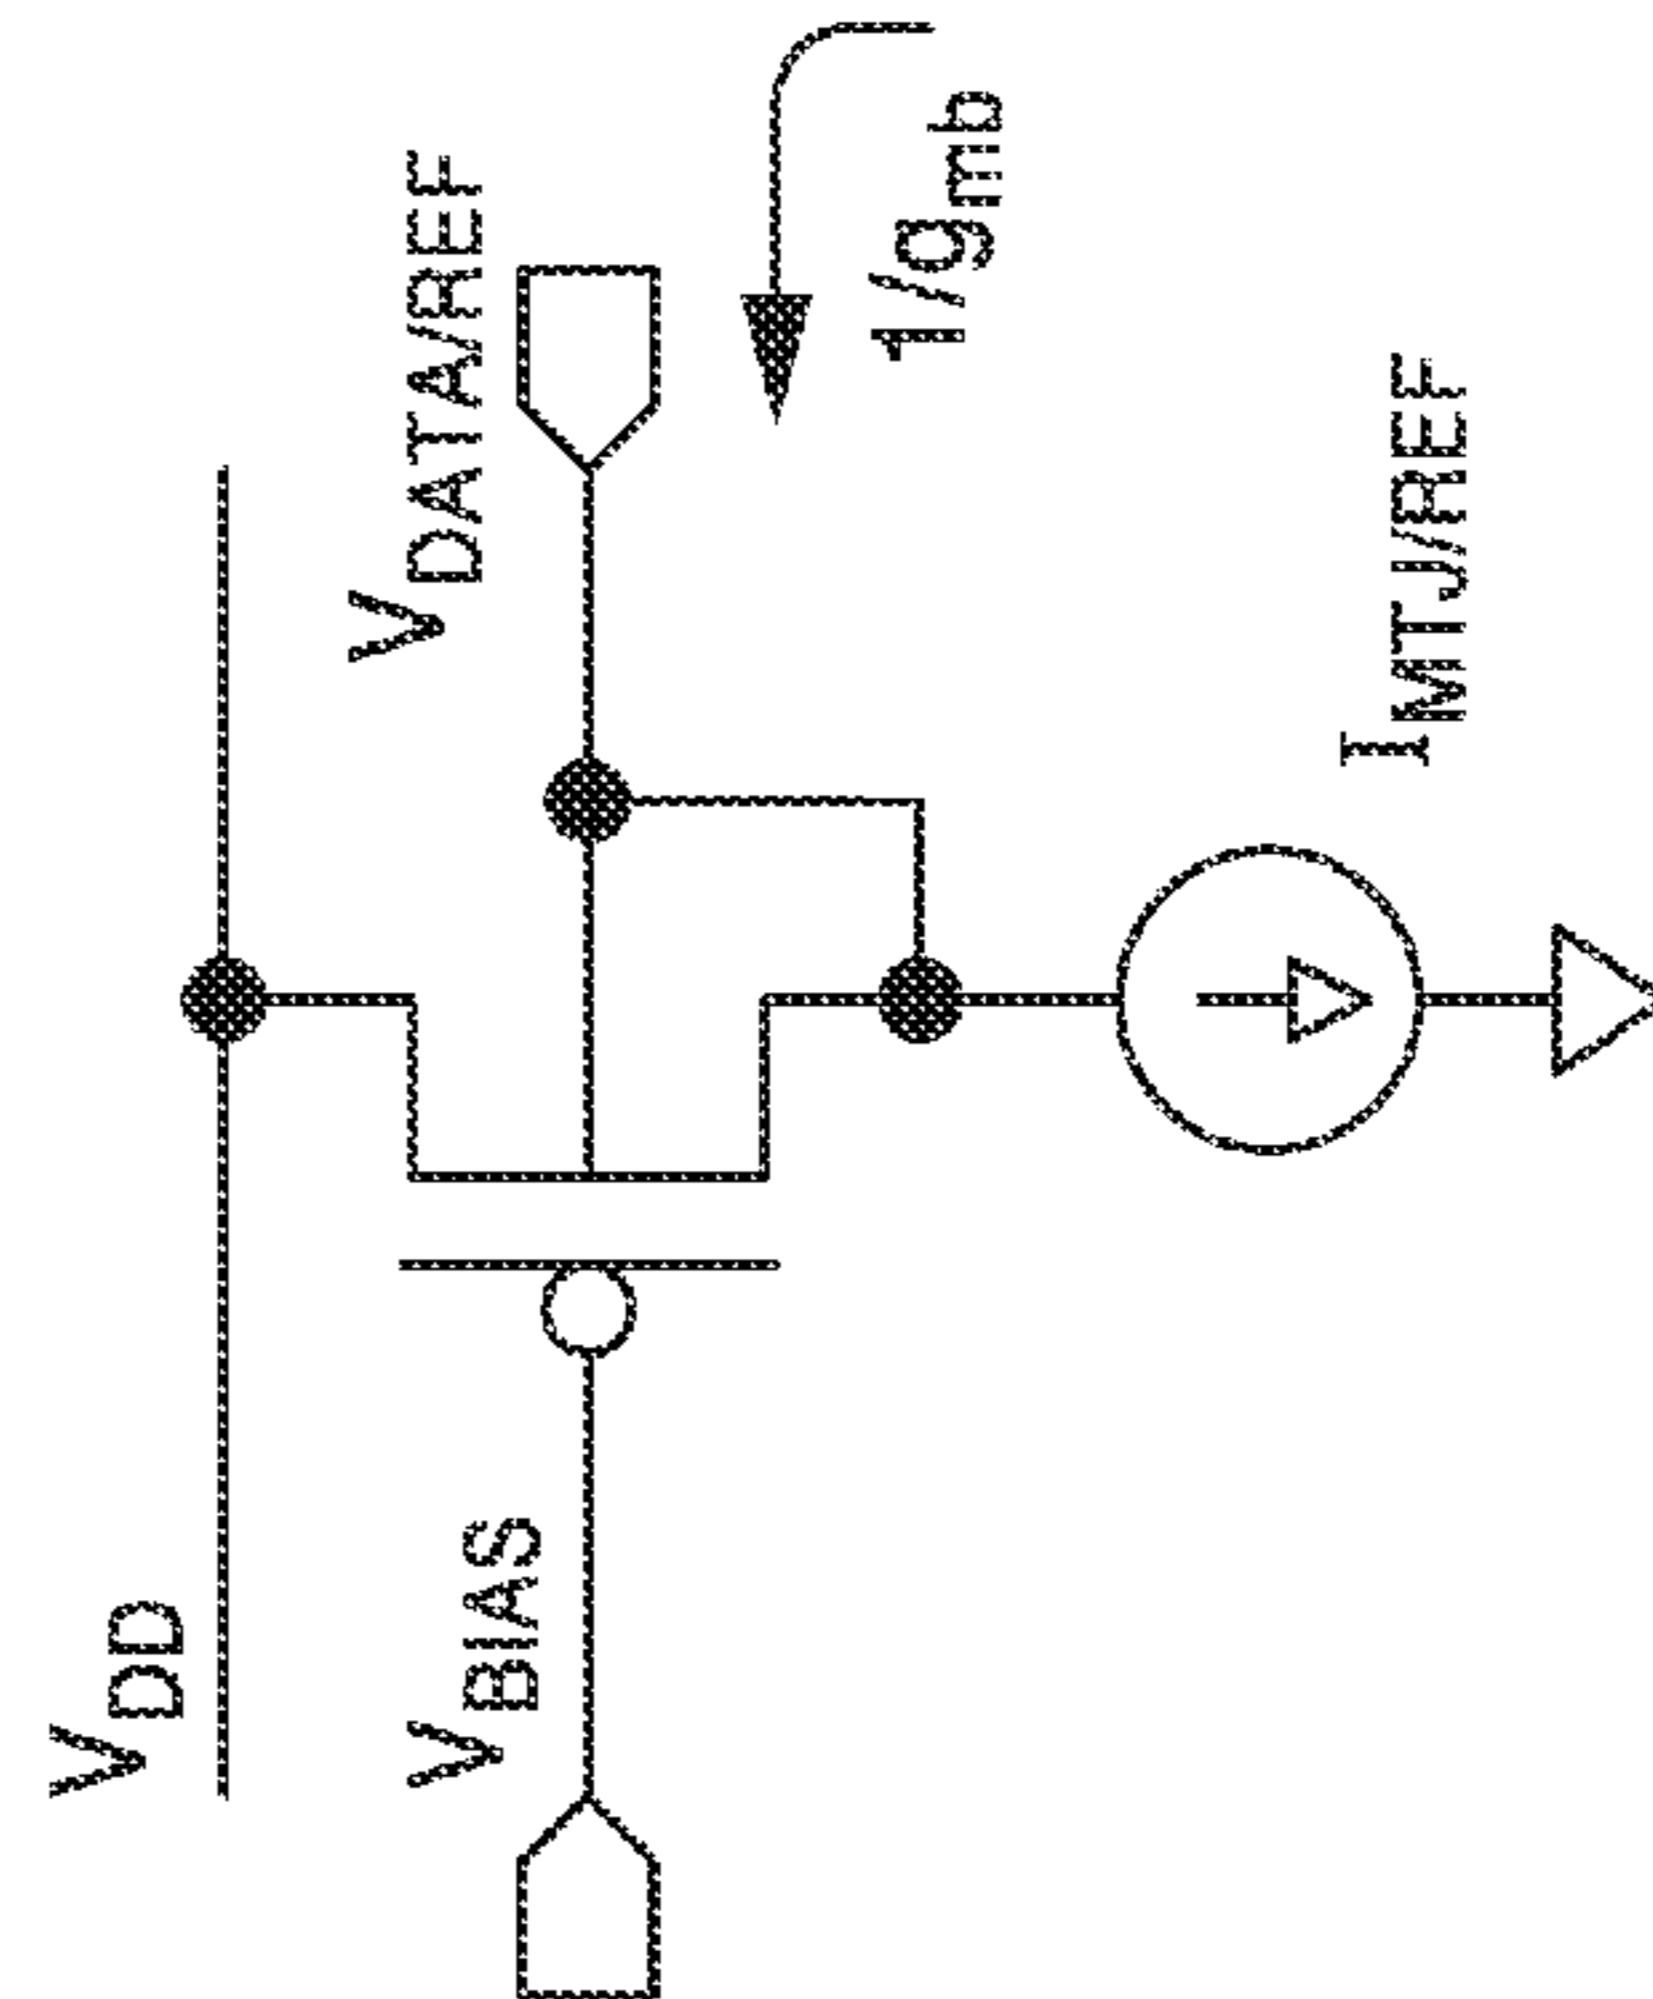 V_DD
V_BIAS
V_DATA/REF
1/g_mb
I_MTJ/REF